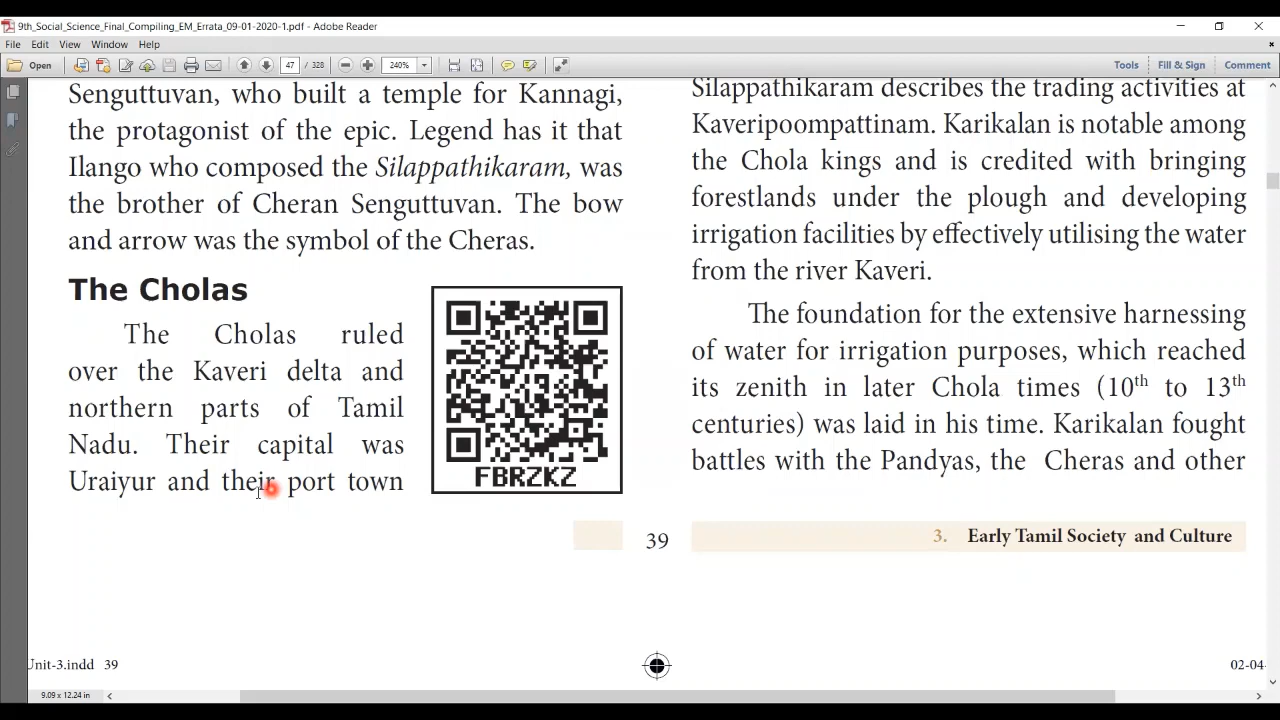 9th_Social_Science_Final_Compiling_EM_Errata_09-01-2020-1.pdf - Adobe Reader
File Edit View Window Help
Open 47 / 328 240% Tools Fill & Sign Comment
Senguttuvan, who built a temple for Kannagi,
the protagonist of the epic. Legend has it that
Ilango who composed the Silappathikaram, was
the brother of Cheran Senguttuvan. The bow
and arrow was the symbol of the Cheras.
The Cholas
The Cholas ruled
over the Kaveri delta and
northern parts of Tamil
Nadu. Their capital was
Uraiyur and their port town
FBRZKZ
Silappathikaram describes the trading activities at
Kaveripoompattinam. Karikalan is notable among
the Chola kings and is credited with bringing
forestlands under the plough and developing
irrigation facilities by effectively utilising the water
from the river Kaveri.
The foundation for the extensive harnessing
of water for irrigation purposes, which reached
its zenith in later Chola times (10th to 13th
centuries) was laid in his time. Karikalan fought
battles with the Pandyas, the Cheras and other
39
3. Early Tamil Society and Culture
Unit-3.indd 39
02-04-
9.09 x 12.24 in